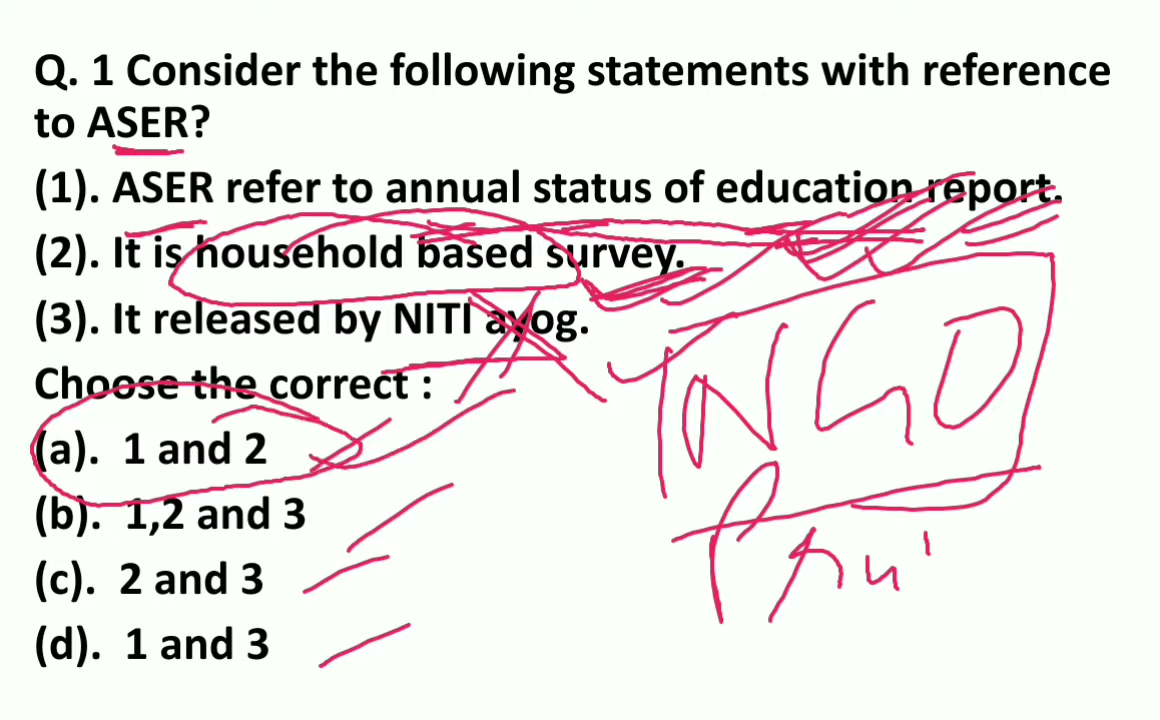 Q. 1 Consider the following statements with reference
to ASER?
(1). ASER refer to annual status of education report.
(2). It is household based survey.
(3). It released by NITI ayog.
Choose the correct :
(a). 1 and 2
(b). 1,2 and 3
(c). 2 and 3
(d). 1 and 3
NGO